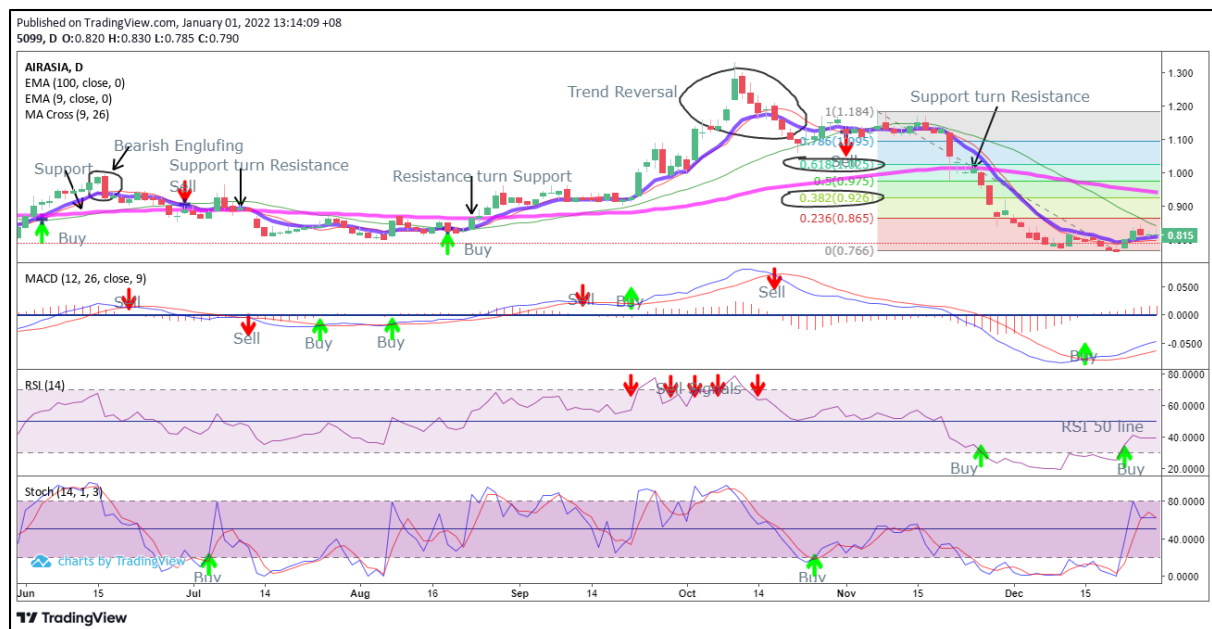 Published on TradingView.com, January 01, 2022 13:14:09 +08
5099, D O:0.820 H:0.830 L:0.785 C:0.790
AIRASIA, D
EMA (100, close, 0)
EMA (9, close, 0)
MA Cross (9, 26)
Trend Reversal
Support turn Resistance
Bearish Englufing
Support
Sell
Support turn Resistance
Resistance turn Support
Buy
Buy
Sell
1(1.184)
0.786(1.095)
0.618(1.025)
0.5(0.975)
0.382(0.926)
0.236(0.865)
0(0.766)
1.300
1.200
1.100
1.000
0.900
0.815
MACD (12, 26, close, 9)
Sell
Sell
Buy
Buy
Sell
Buy
Sell
Buy
0.0500
0.0000
-0.0500
RSI (14)
Sell Signals
RSI 50 line
Buy
Buy
80.0000
60.0000
40.0000
20.0000
Stoch (14, 1, 3)
Buy
Buy
80.0000
40.0000
0.0000
charts by TradingView
Jun 15 Jul 14 Aug 16 Sep 14 Oct 14 Nov 15 Dec 15
TradingView